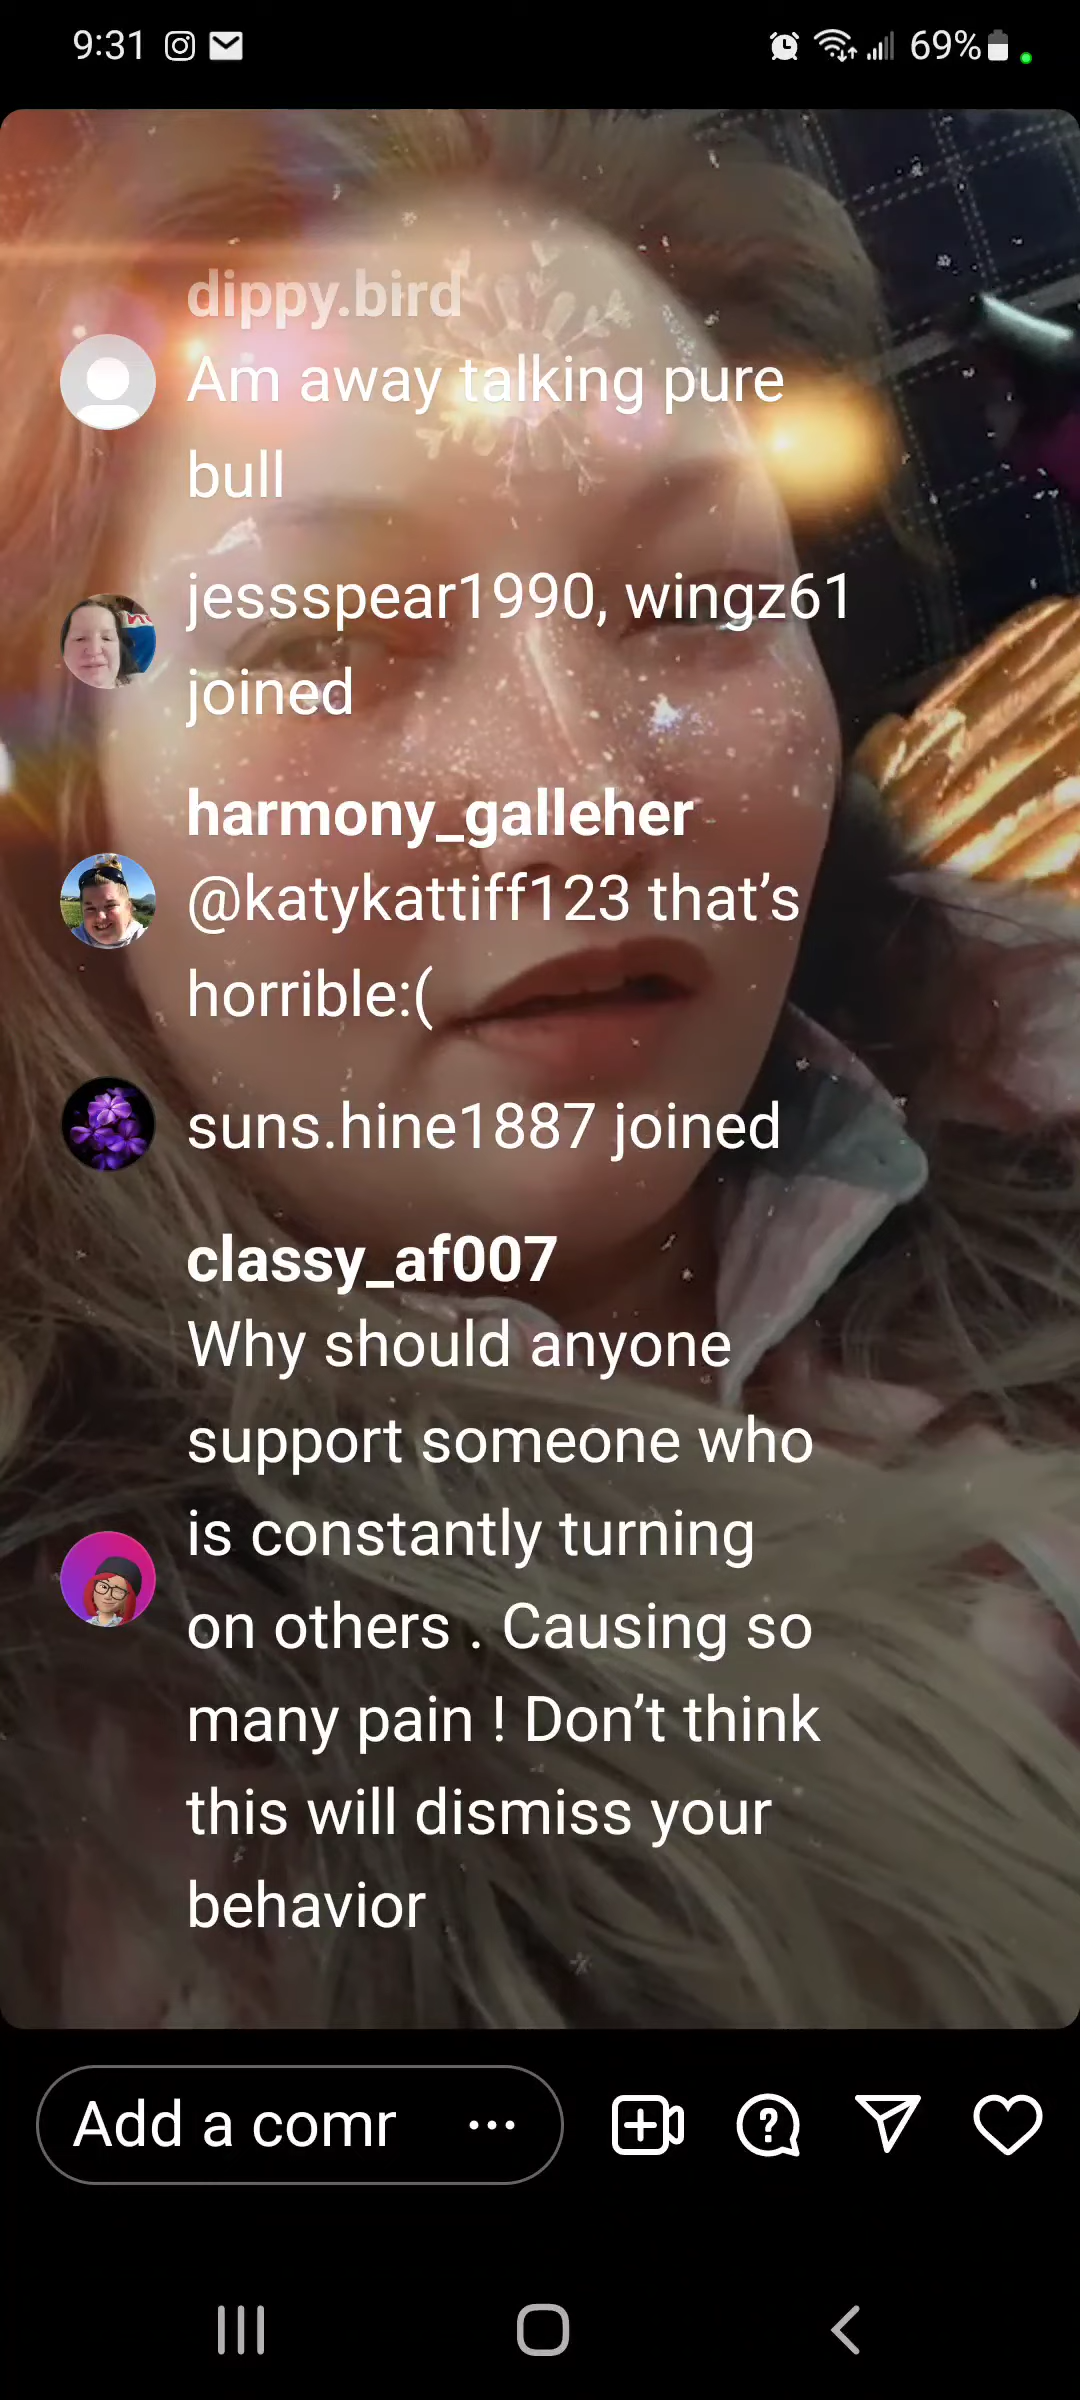 9:31 69%
dippy.bird
Am away talking pure
bull
jessspear1990, wingz61
joined
harmony_galleher
@katykattiff123 that’s
horrible:(
suns.hine1887 joined
classy_af007
Why should anyone
support someone who
is constantly turning
on others . Causing so
many pain ! Don’t think
this will dismiss your
behavior
Add a comr